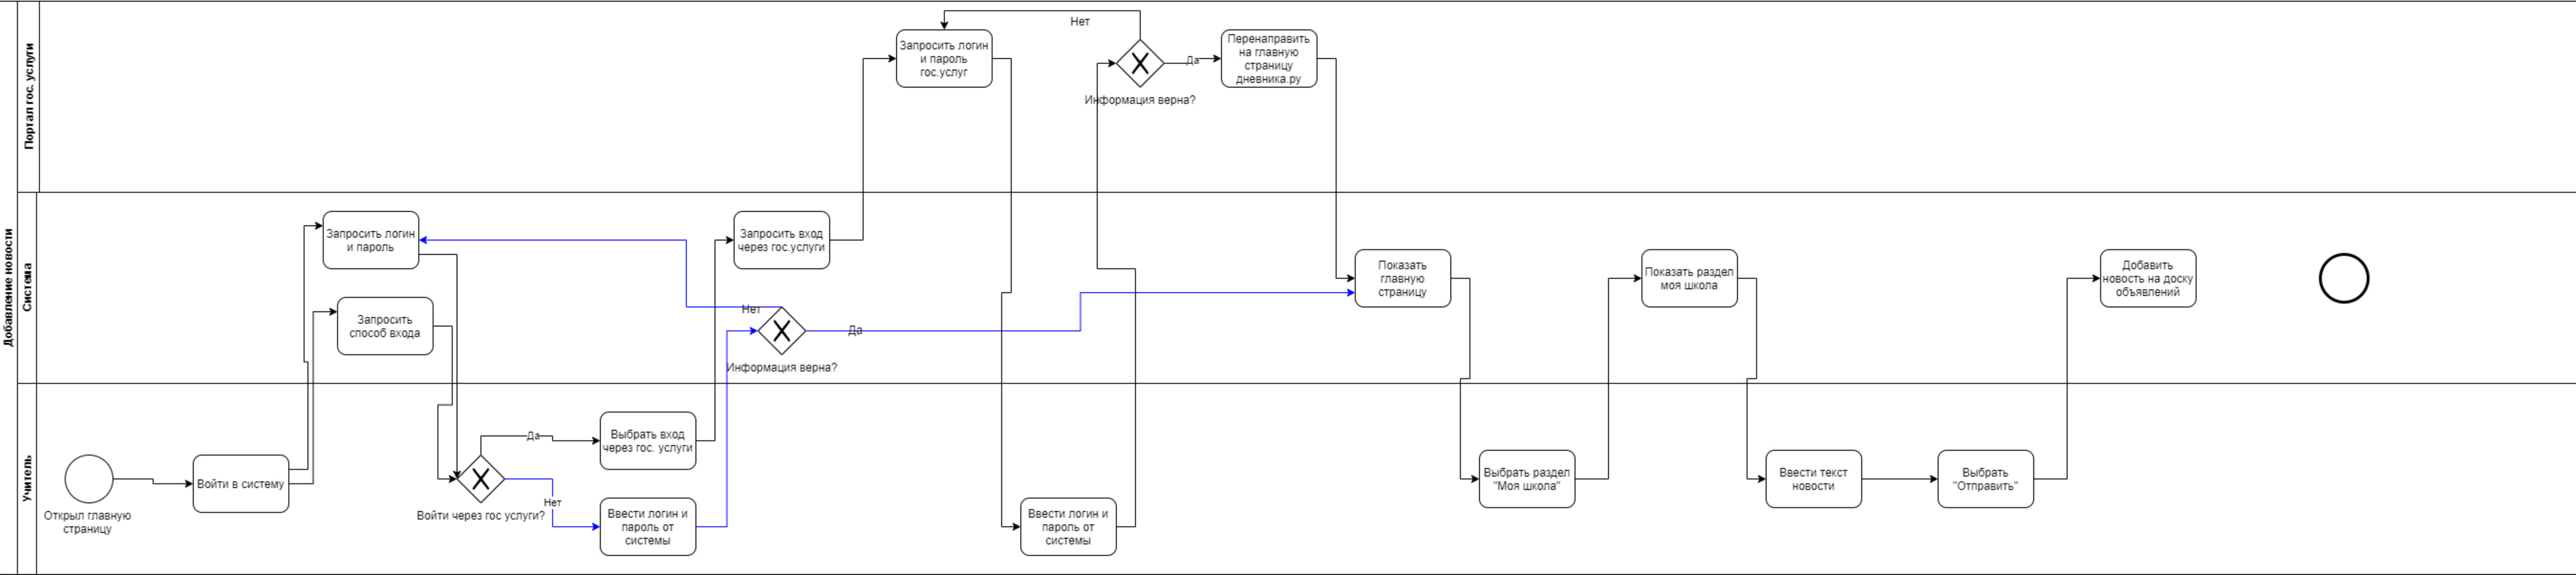 Добавление новости
Портал гос. услуги
Запросить логин
и пароль
гос.услуг
Нет
Информация верна?
Да
Перенаправить
на главную
страницу
дневника.ру
Система
Запросить логин
и пароль
Запросить
способ входа
Запросить вход
через гос.услуги
Нет
Информация верна?
Да
Показать
главную
страницу
Показать раздел
моя школа
Добавить
новость на доску
объявлений
Учитель
Открыл главную
страницу
Войти в систему
Войти через гос услуги?
Да
Нет
Выбрать вход
через гос. услуги
Ввести логин и
пароль от
системы
Ввести логин и
пароль от
системы
Выбрать раздел
"Моя школа"
Ввести текст
новости
Выбрать
"Отправить"